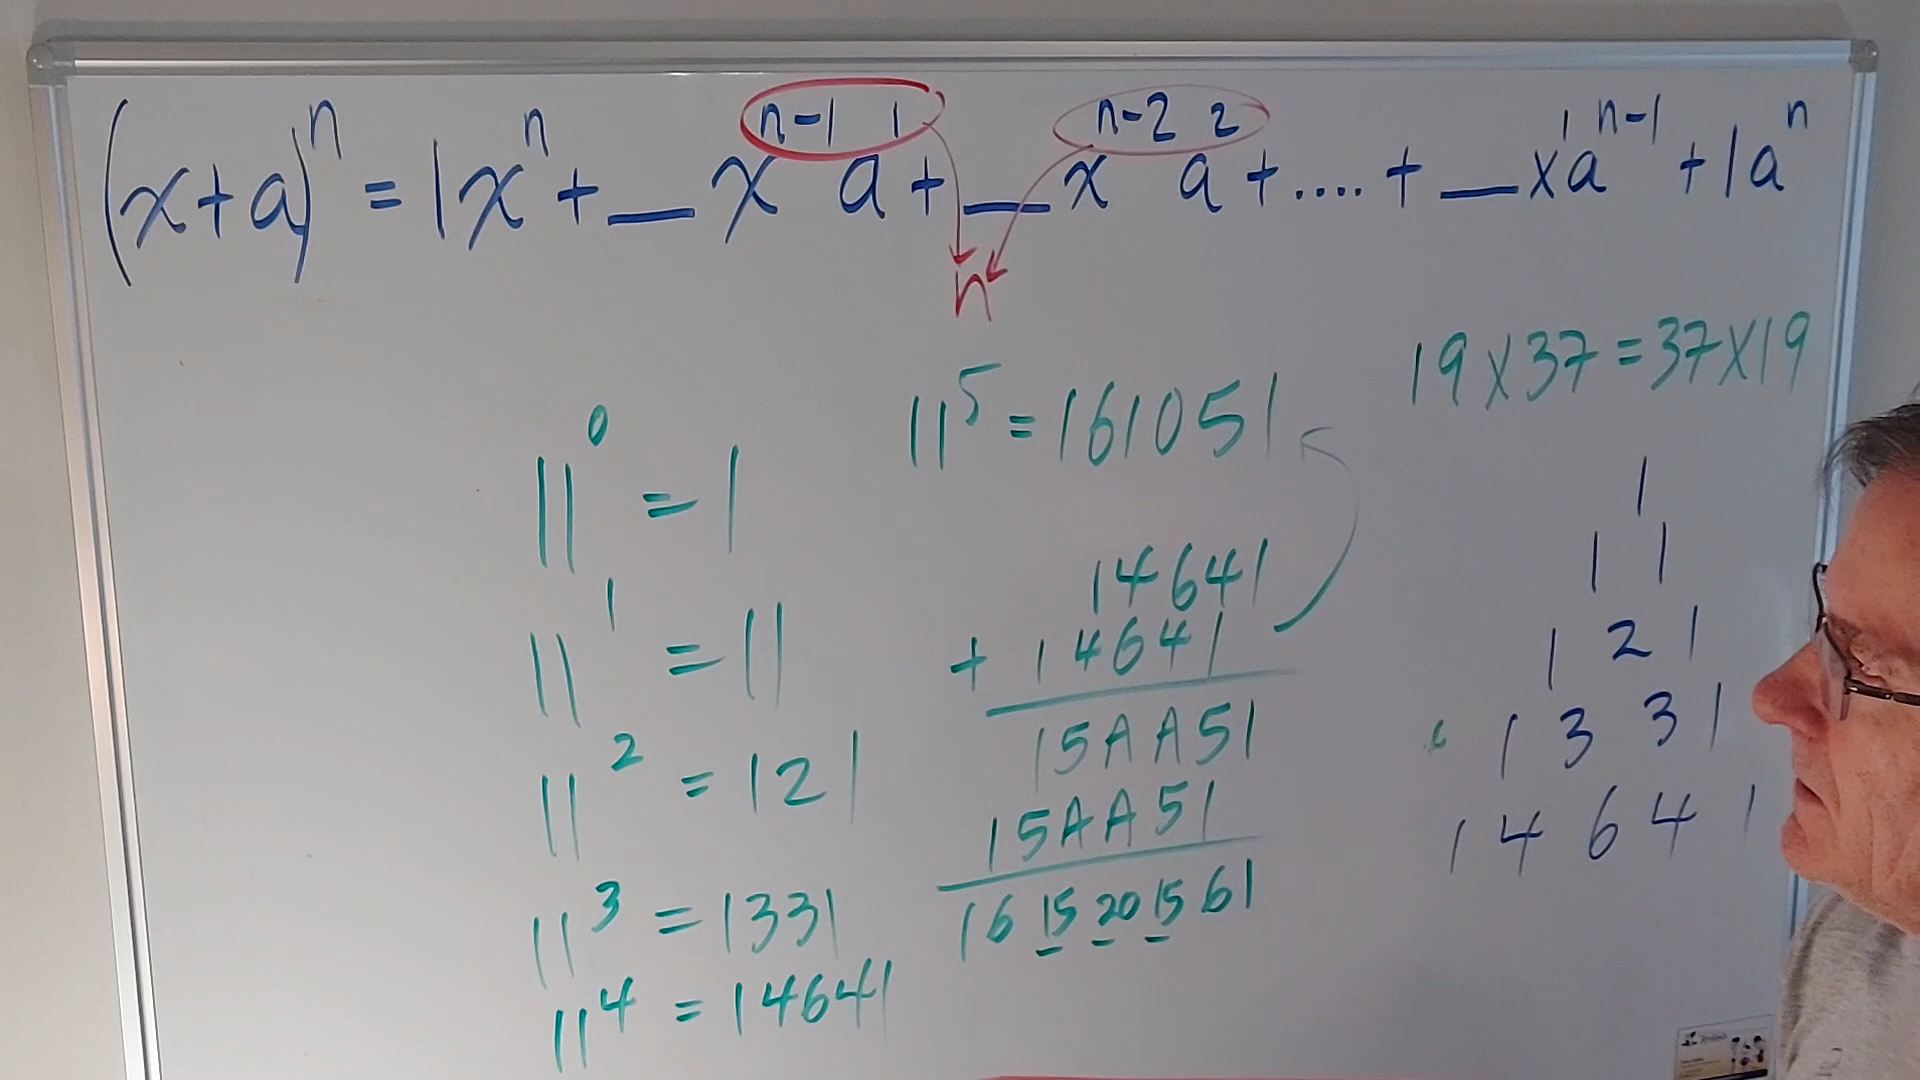 (x+a)^n = 1x^n + __ x^n-1 a^1 + __ x^n-2 a^2 + .... + __ x^1 a^n-1 + 1a^n
n
19 x 37 = 37 x 19
11^5 = 161051
11^0 = 1
11^1 = 11
11^2 = 121
11^3 = 1331
11^4 = 14641
14641
+ 14641
15AA51
15AA51
16 15 20 15 61
1
1 1
1 2 1
1 3 3 1
1 4 6 4 1